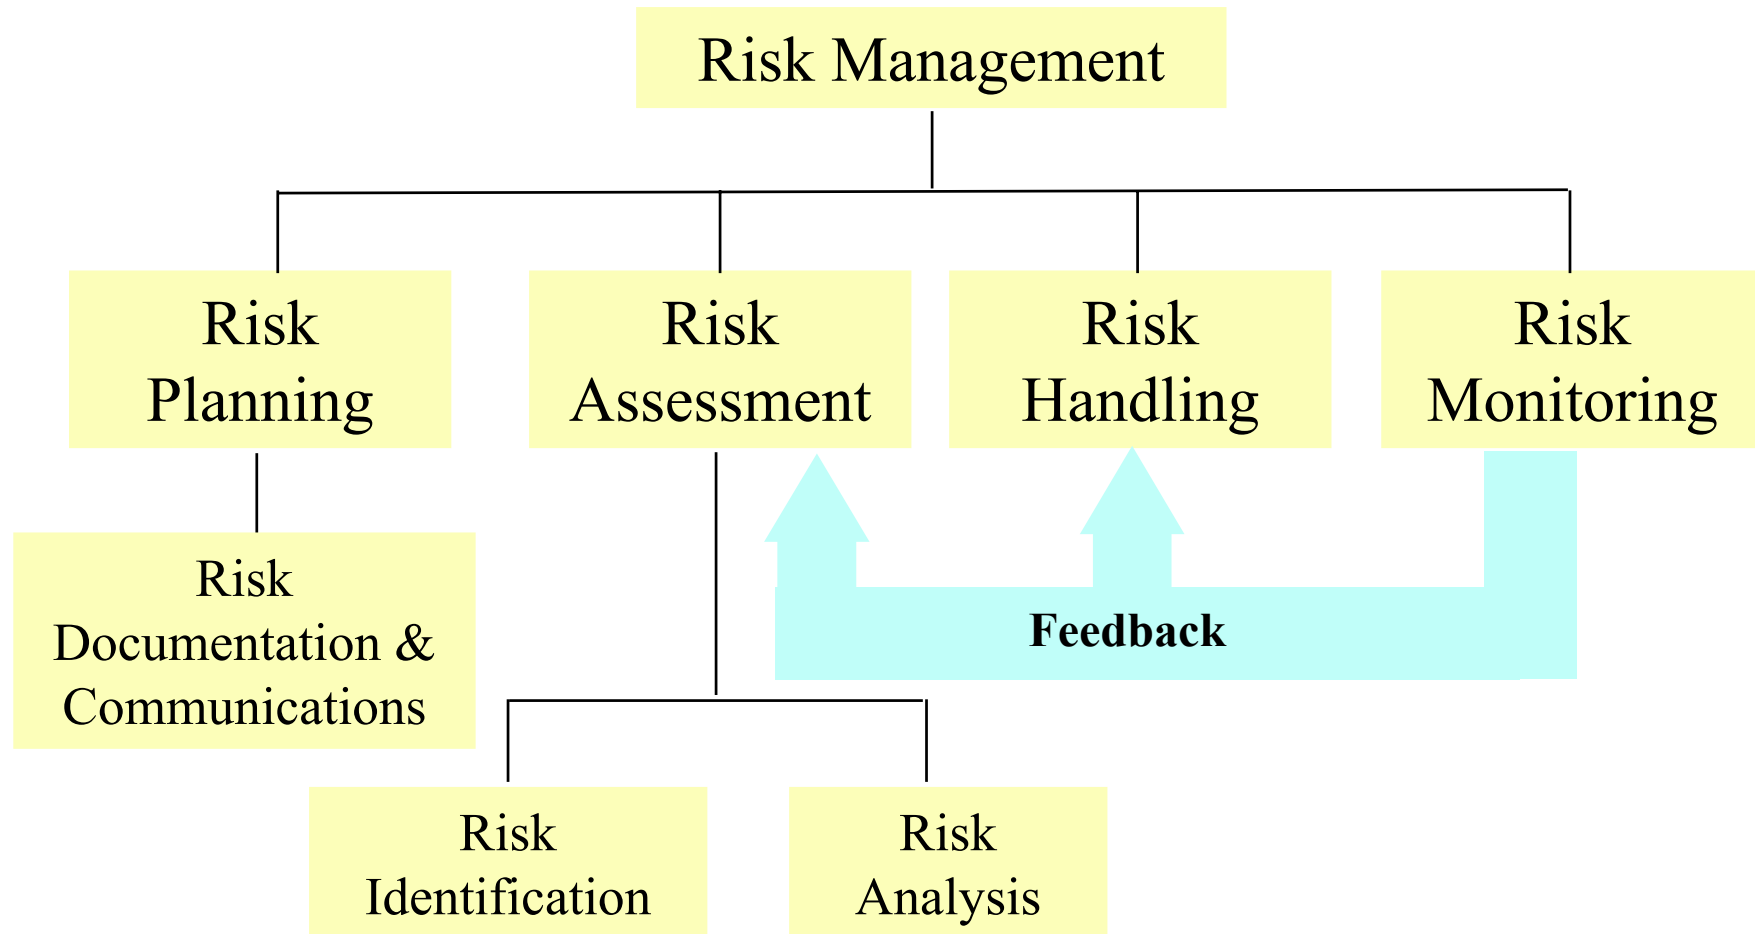 Risk Management
Risk
Planning
Risk
Assessment
Risk
Handling
Risk
Monitoring
Risk
Documentation &
Communications
Feedback
Risk
Identification
Risk
Analysis